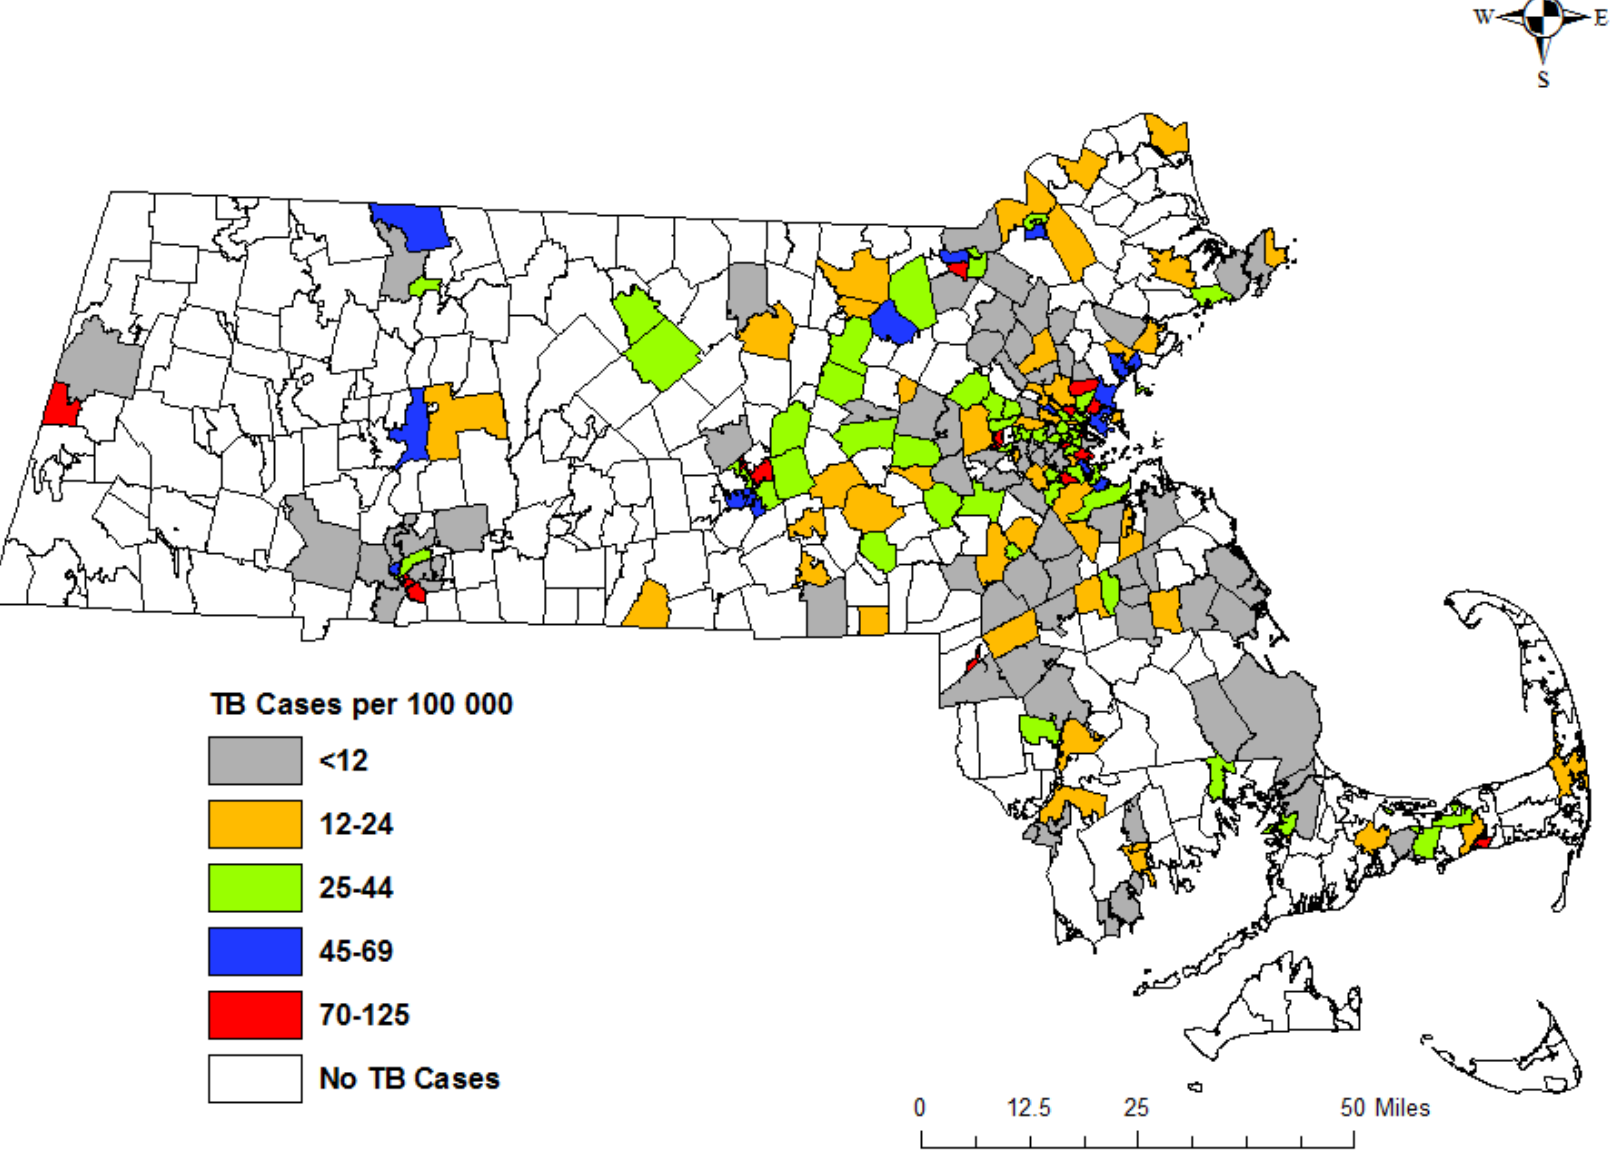 W E
S
TB Cases per 100 000
<12
12-24
25-44
45-69
70-125
No TB Cases
0 12.5 25 50 Miles